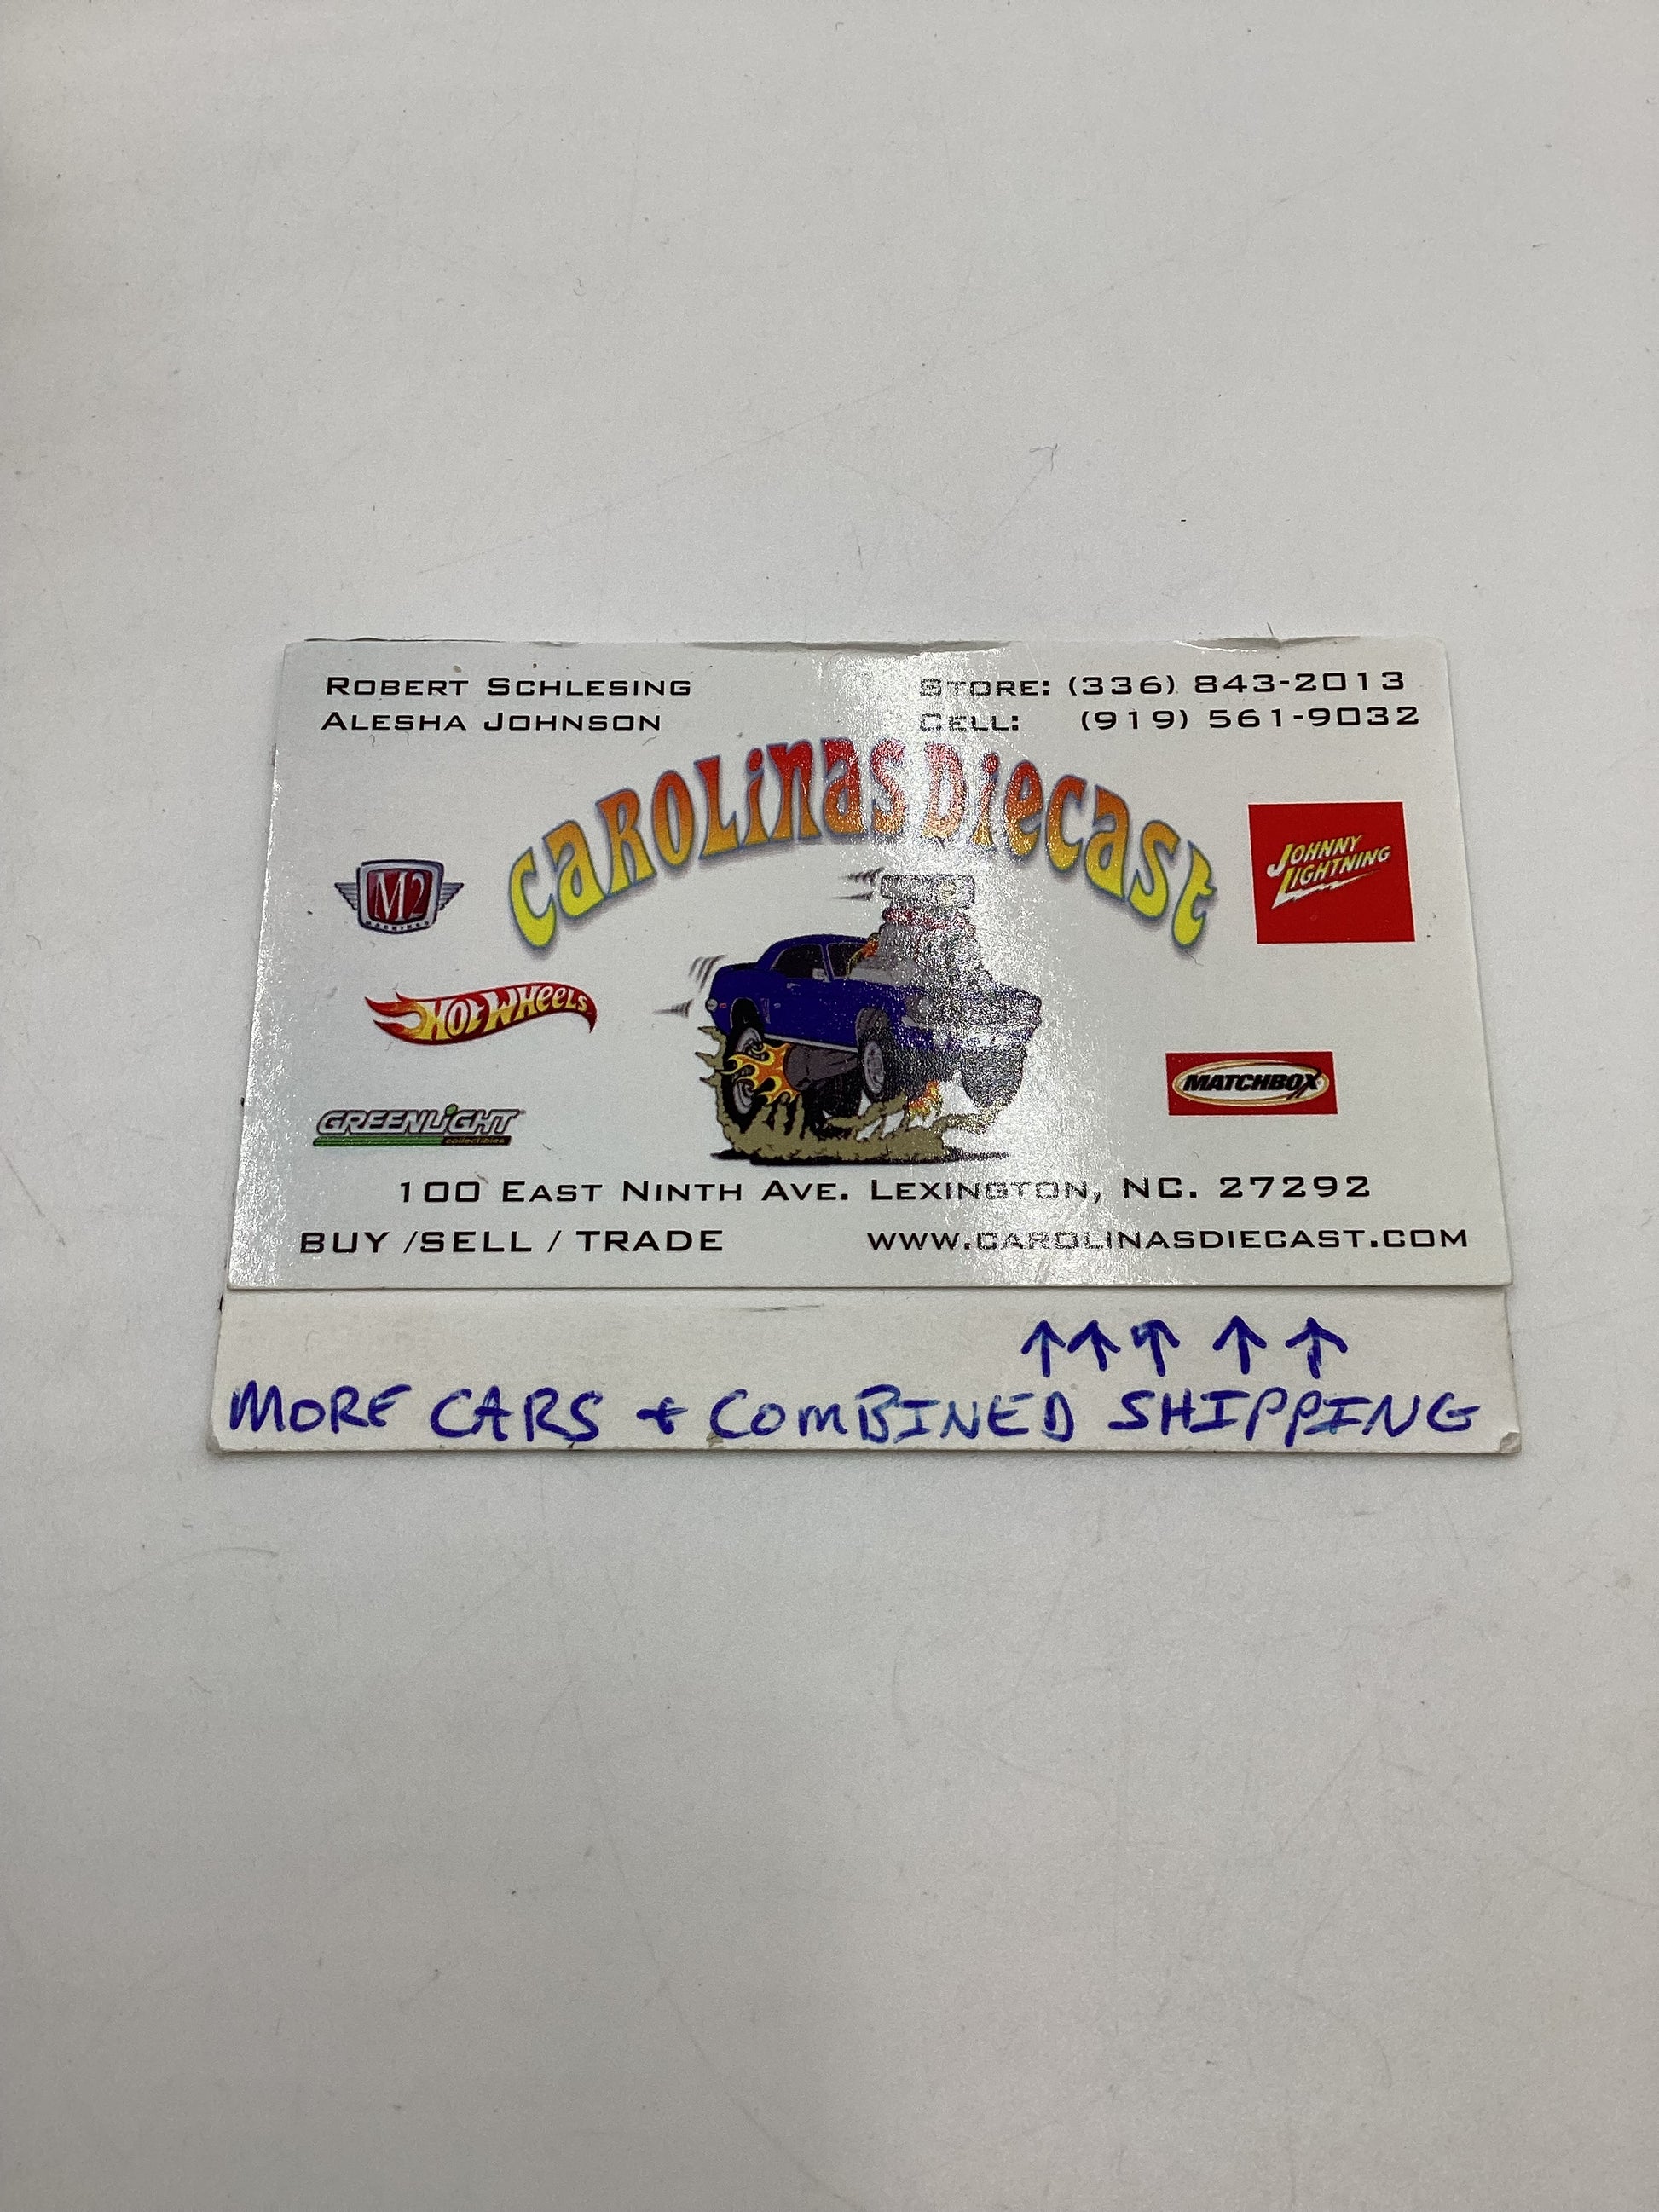 ROBERT SCHLESING
ALESHA JOHNSON
STORE: (336) 843-2013
CELL: (919) 561-9032
CAROLINAS DIECAST
M2
MACHINES
JOHNNY
LIGHTNING
HOT WHEELS
MATCHBOX
GREENLIGHT
collectibles
100 EAST NINTH AVE. LEXINGTON, NC. 27292
BUY /SELL / TRADE
WWW.CAROLINASDIECAST.COM
↑↑↑ ↑ ↑
MORE CARS + COMBINED SHIPPING